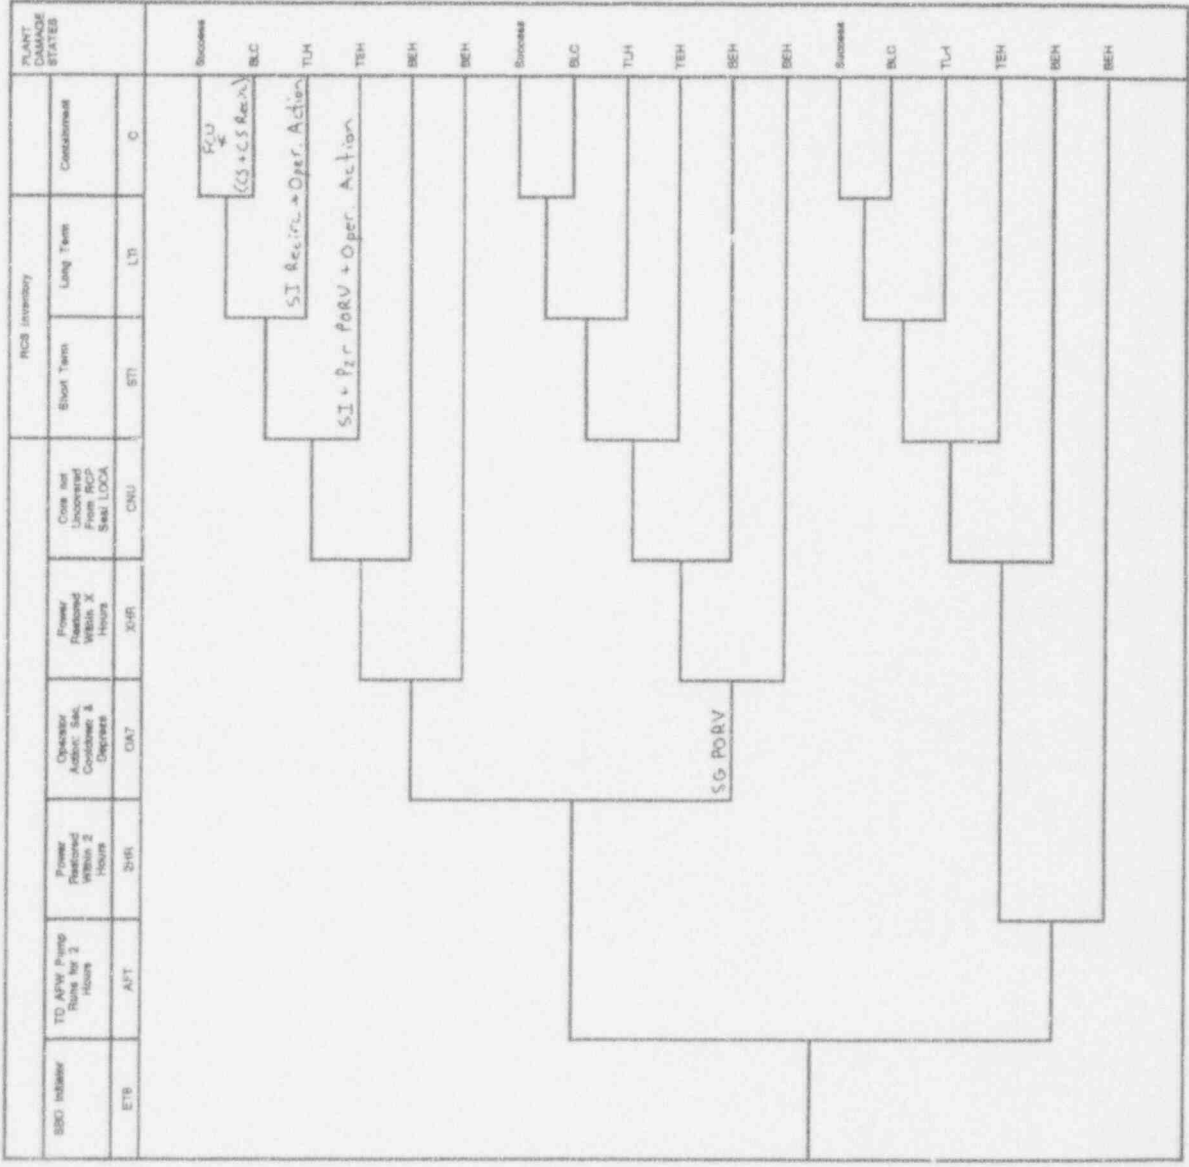 SBO Initiator
TD AFW Pump
Runs for 2
Hours
Power
Restored
Within 2
Hours
Operator
Action: Sec.
Cooldown &
Depress
Power
Restored
Within X
Hours
Core not
Uncovered
From RCP
Seal LOCA
RCS Inventory
Short Term
Long Term
Containment
PLANT
DAMAGE
STATES
AFT
2HR
OA7
XHR
CNU
STI
LTI
C
Success
FCU
(CS + CS Recirc)
BLC
SI Recirc + Oper. Action
TLH
SI + Pzr PORV + Oper. Action
TEH
BEH
BEH
Success
BLC
TLH
TEH
SG PORV
BEH
BEH
Success
BLC
TLH
TEH
BEH
BEH